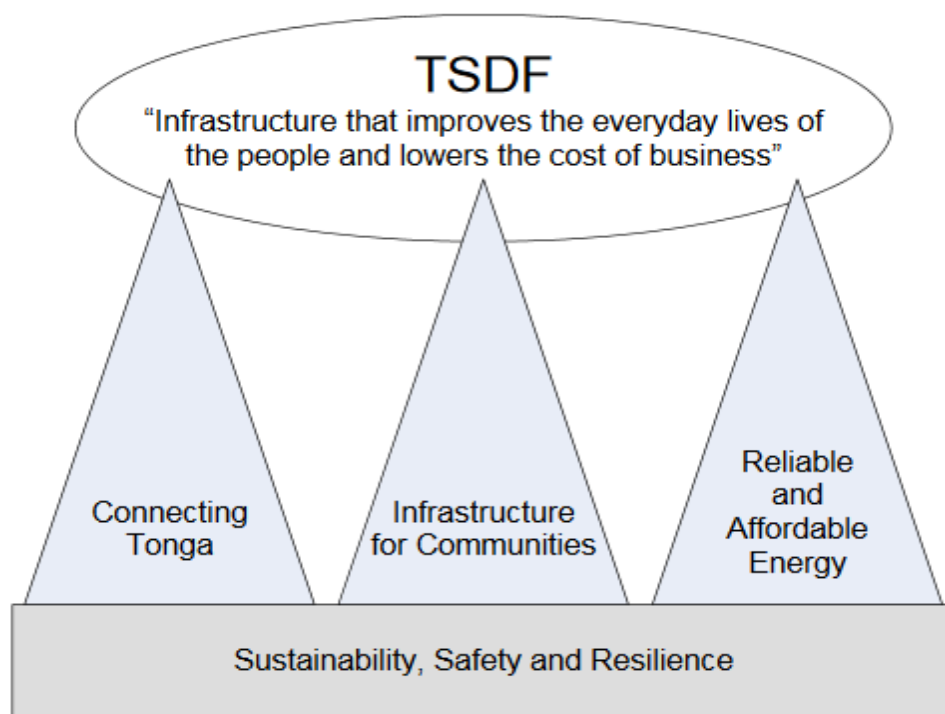 TSDF
“Infrastructure that improves the everyday lives of
the people and lowers the cost of business”
Connecting
Tonga
Infrastructure
for Communities
Reliable
and
Affordable
Energy
Sustainability, Safety and Resilience